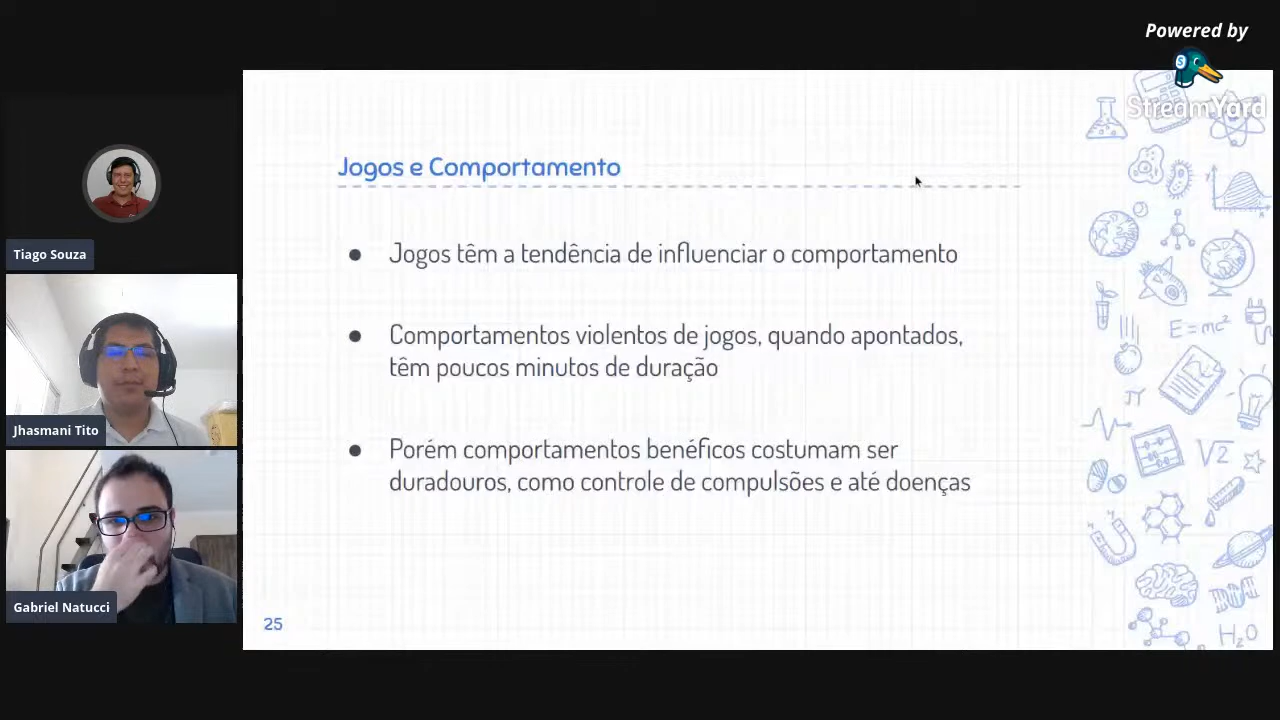 Powered by
StreamYard
Jogos e Comportamento
● Jogos têm a tendência de influenciar o comportamento
● Comportamentos violentos de jogos, quando apontados,
têm poucos minutos de duração
● Porém comportamentos benéficos costumam ser
duradouros, como controle de compulsões e até doenças
25
Tiago Souza
Jhasmani Tito
Gabriel Natucci
E=mc²
π
√2
H₂O